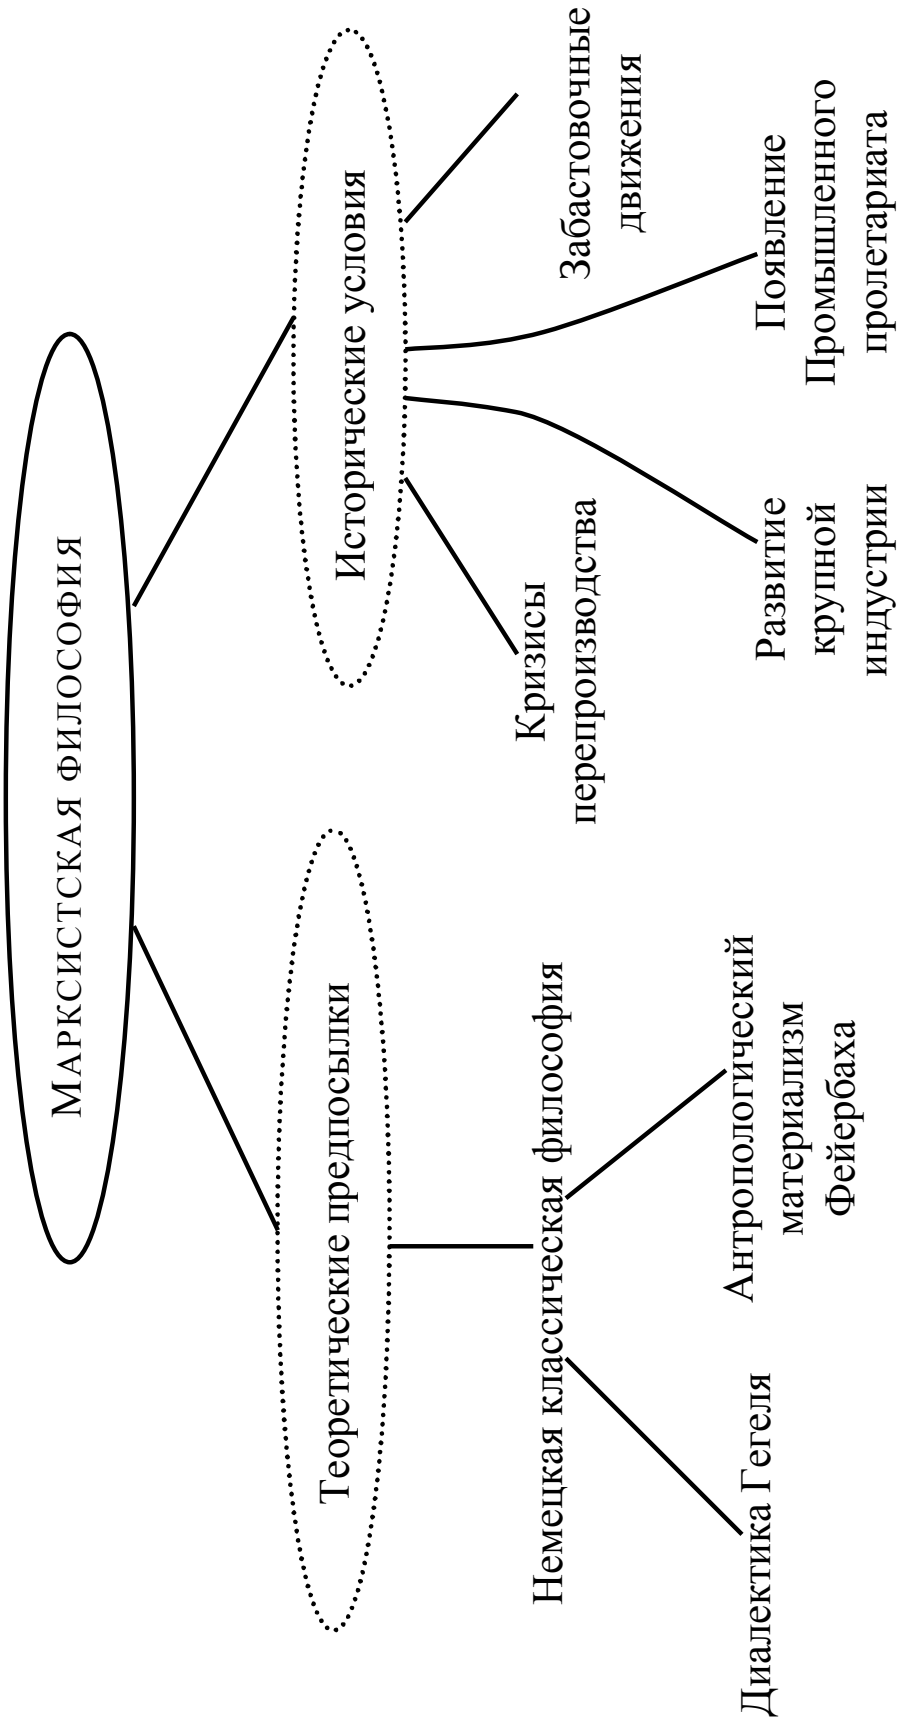 МАРКСИСТСКАЯ ФИЛОСОФИЯ
Теоретические предпосылки
Исторические условия
Немецкая классическая философия
Диалектика Гегеля
Антропологический
материализм
Фейербаха
Кризисы
перепроизводства
Развитие
крупной
индустрии
Появление
Промышленного
пролетариата
Забастовочные
движения